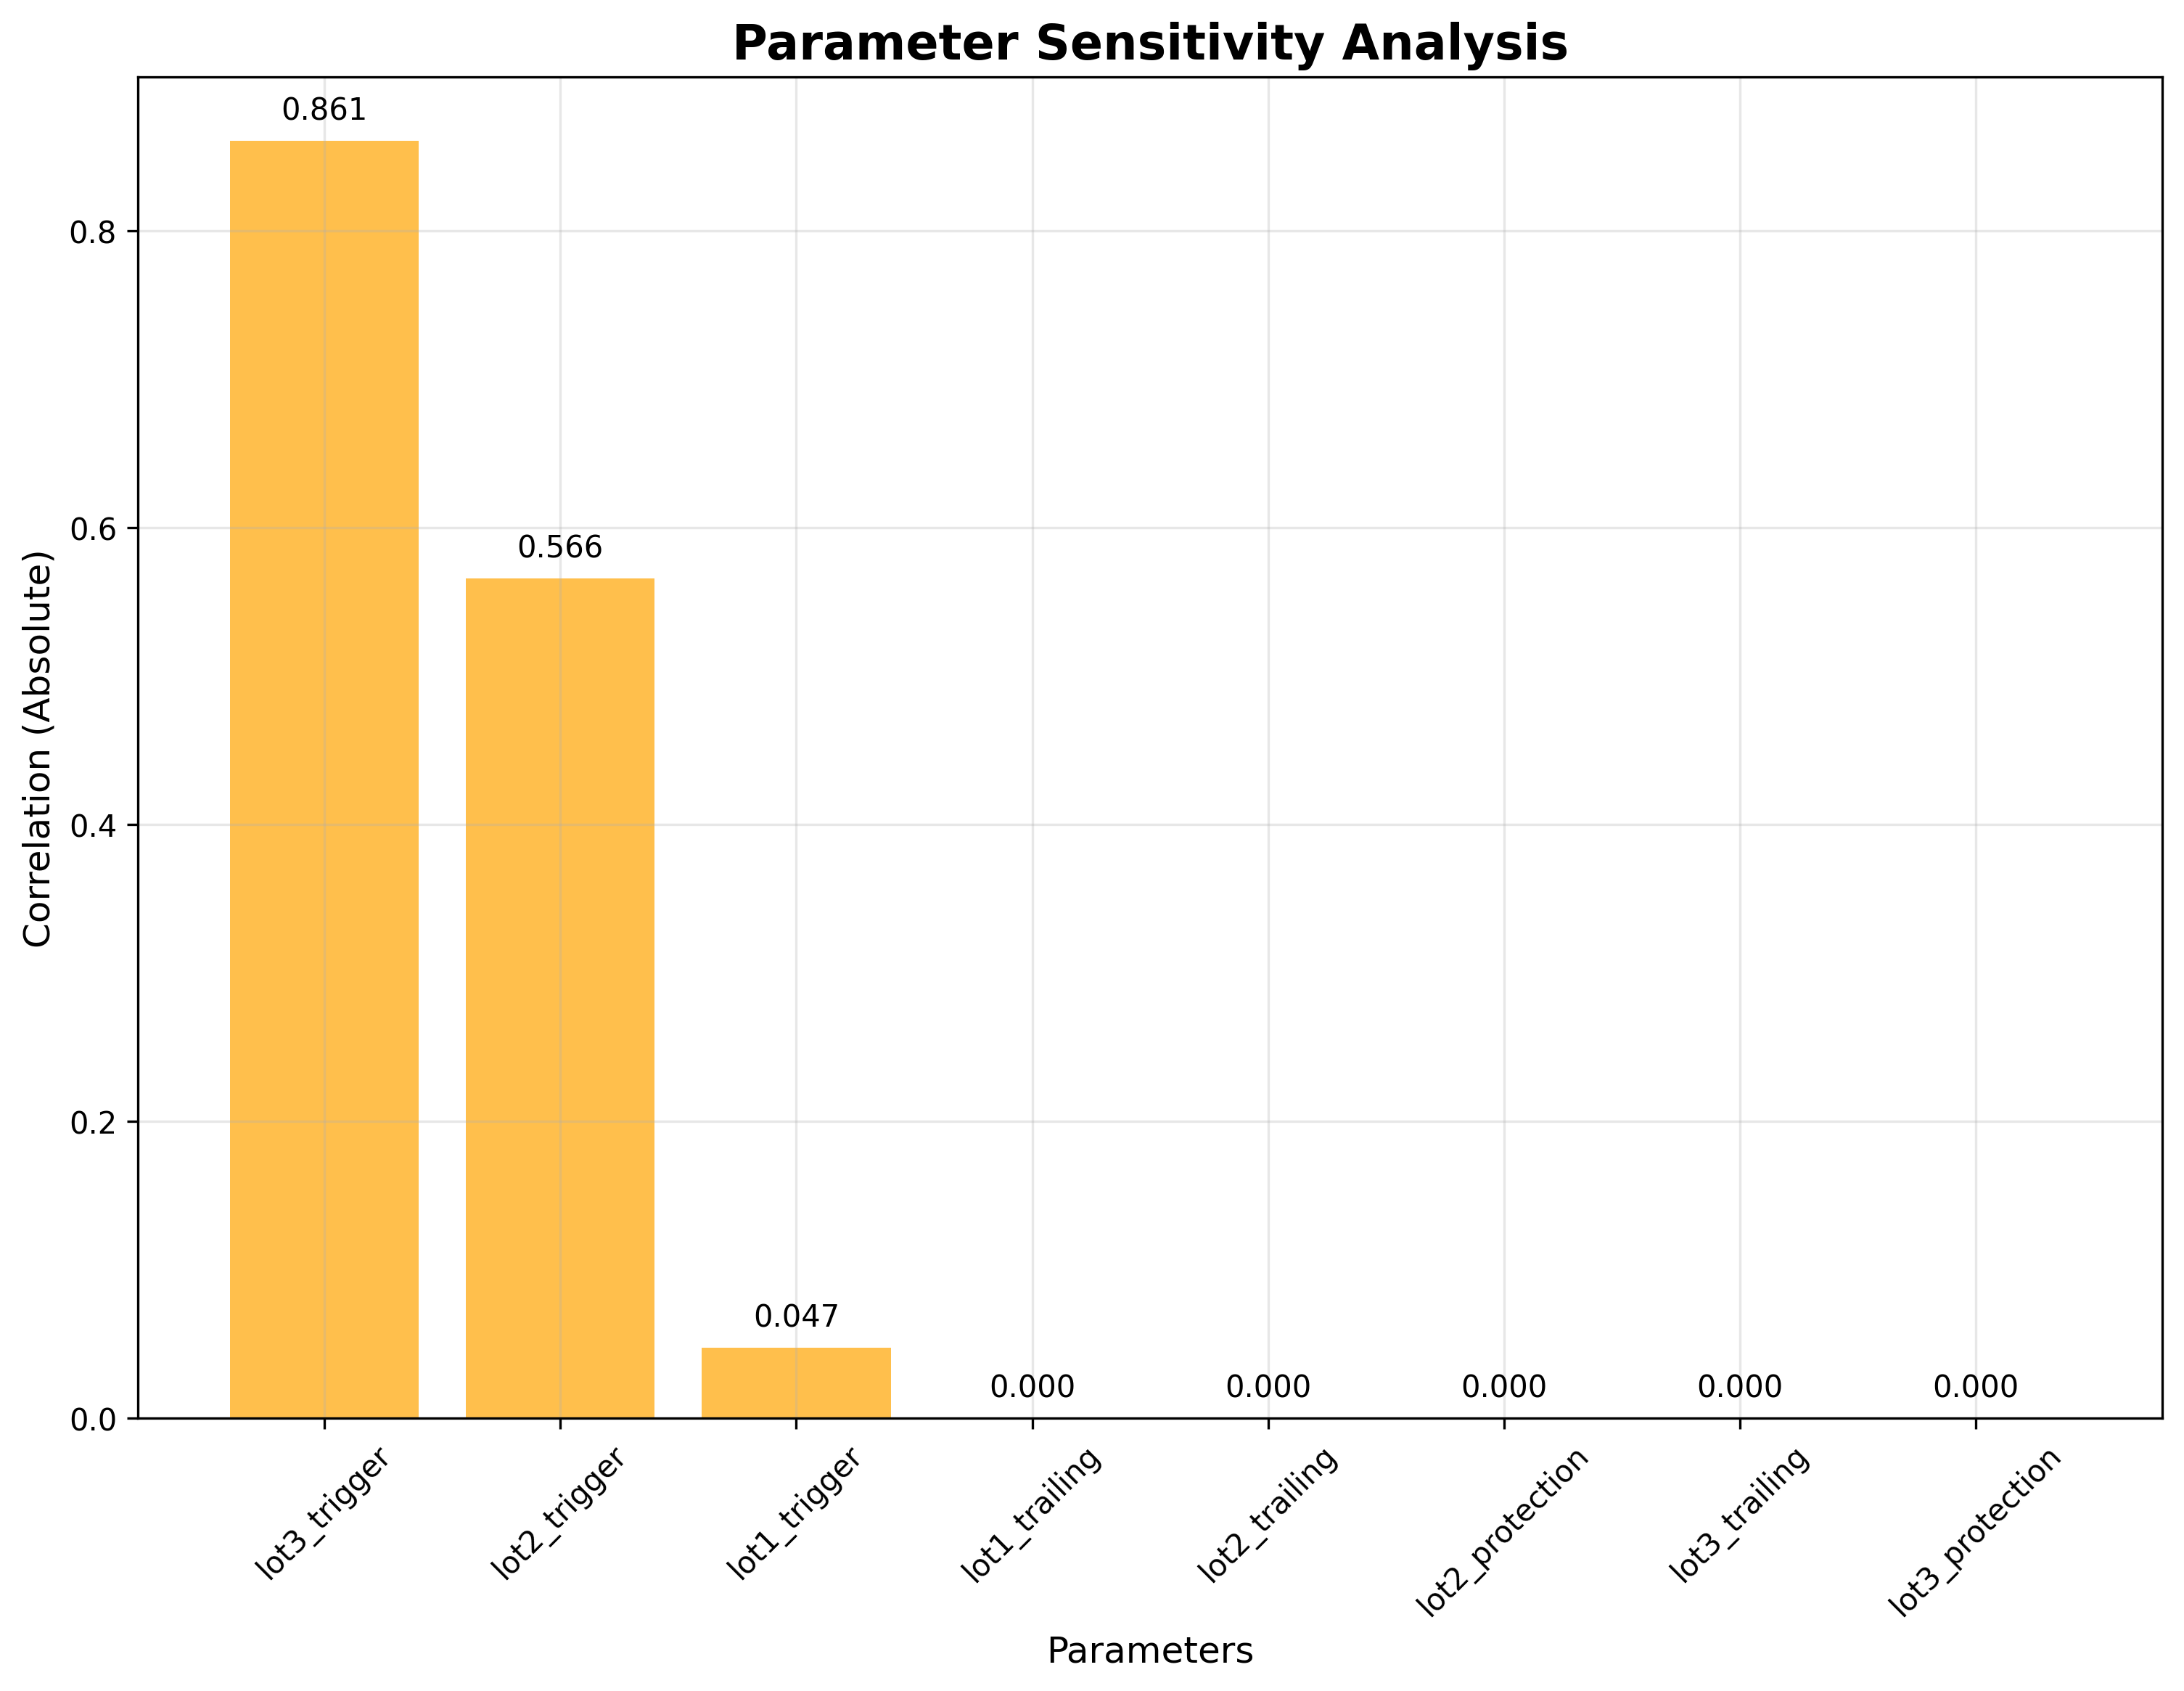 Parameter Sensitivity Analysis
Correlation (Absolute)
0.8
0.6
0.4
0.2
0.0
0.861
0.566
0.047
0.000
0.000
0.000
0.000
0.000
lot3_trigger
lot2_trigger
lot1_trigger
lot1_trailing
lot2_trailing
lot2_protection
lot3_trailing
lot3_protection
Parameters